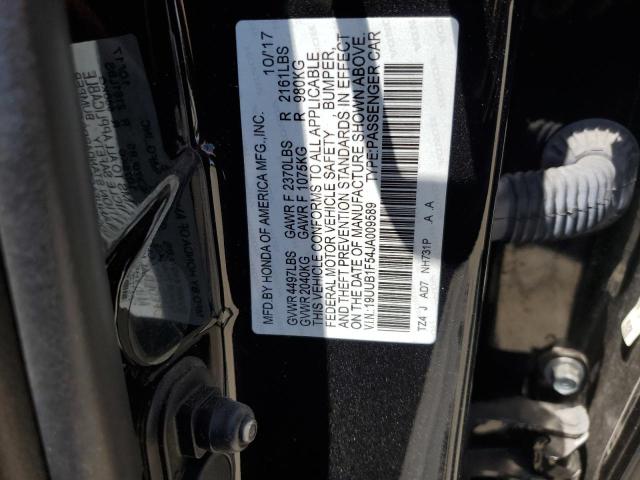 MFD.BY HONDA OF AMERICA MFG.,INC. 10/17
GVWR 4497LBS GAWR F 2370LBS R 2161LBS
GVWR 2040KG GAWR F 1075KG R 980KG
THIS VEHICLE CONFORMS TO ALL APPLICABLE
FEDERAL MOTOR VEHICLE SAFETY , BUMPER,
AND THEFT PREVENTION STANDARDS IN EFFECT
ON THE DATE OF MANUFACTURE SHOWN ABOVE.
V.I.N.:19UUB1F54JA009589 TYPE:PASSENGER CAR
TZ4 J AD7 NH731P A A